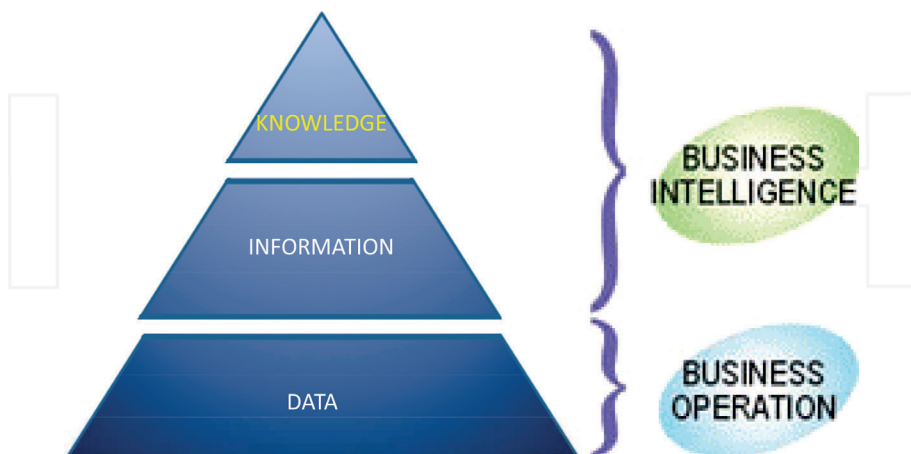 KNOWLEDGE
BUSINESS
INTELLIGENCE
INFORMATION
BUSINESS
OPERATION
DATA